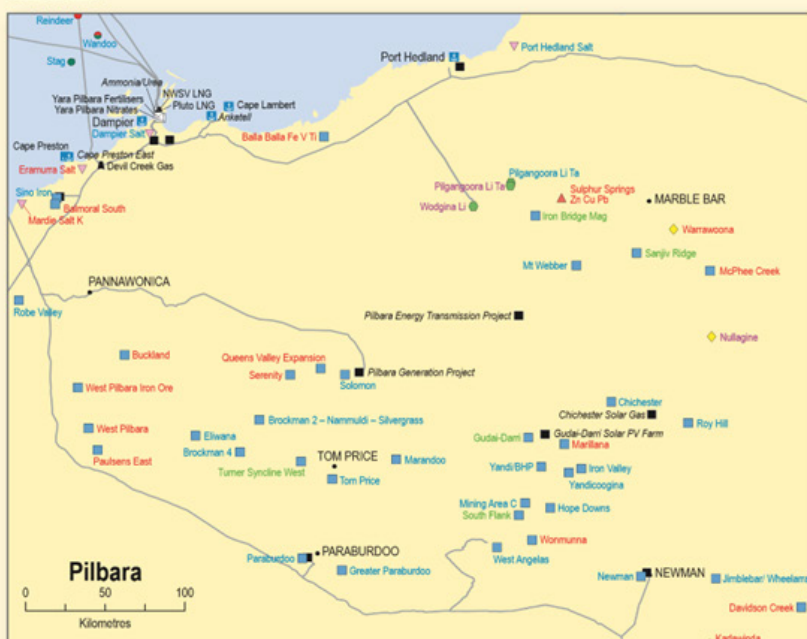 Reindeer
Wandoo
Stag
Ammonia/Urea
NWSV LNG
Yara Pilbara Fertilisers
Pluto LNG
Yara Pilbara Nitrates
Cape Lambert
Ankatell
Dampier
Dampier Salt
Port Hedland
Port Hedland Salt
Balla Balla Fe V Ti
Cape Preston
Cape Preston East
Devil Creek Gas
Eramurra Salt
Sino Iron
Balmoral South
Mardie Salt K
Pilgangoora Li Ta
Pilgangoora Li Ta
Wodgina Li
Sulphur Springs
Zn Cu Pb
MARBLE BAR
Iron Bridge Mag
Warrawoona
Sanjiv Ridge
Mt Webber
McPhee Creek
PANNAWONICA
Robe Valley
Pilbara Energy Transmission Project
Nullagine
Buckland
Queens Valley Expansion
Serenity
Solomon
Pilbara Generation Project
West Pilbara Iron Ore
Chichester
Chichester Solar Gas
Roy Hill
Brockman 2 – Nammuldi – Silvergrass
West Pilbara
Eliwana
Gudai-Darri
Gudai-Darri Solar PV Farm
Marillana
Paulsens East
Brockman 4
TOM PRICE
Marandoo
Turner Syncline West
Tom Price
Yandi/BHP
Iron Valley
Yandicoogina
Mining Area C
Hope Downs
South Flank
Wonmunna
West Angelas
PARABURDOO
Paraburdoo
Greater Paraburdoo
Newman
NEWMAN
Jimblebar/ Wheelarra
Davidson Creek
Karlawinda
Pilbara
0 50 100
Kilometres